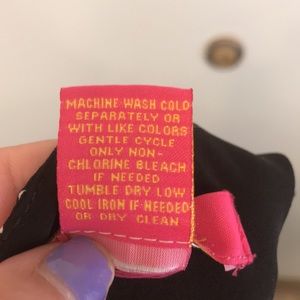 MACHINE WASH COLD
SEPARATELY OR
WITH LIKE COLORS
GENTLE CYCLE
ONLY NON-
CHLORINE BLEACH
IF NEEDED
TUMBLE DRY LOW
COOL IRON IF NEEDED
OR DRY CLEAN